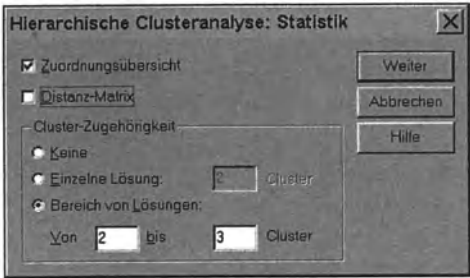 Hierarchische Clusteranalyse: Statistik
Zuordnungsübersicht
Weiter
Distanz-Matrix
Abbrechen
Cluster-Zugehörigkeit
Hilfe
Keine
Einzelne Lösung: 2 Cluster
Bereich von Lösungen:
Von 2 bis 3 Cluster